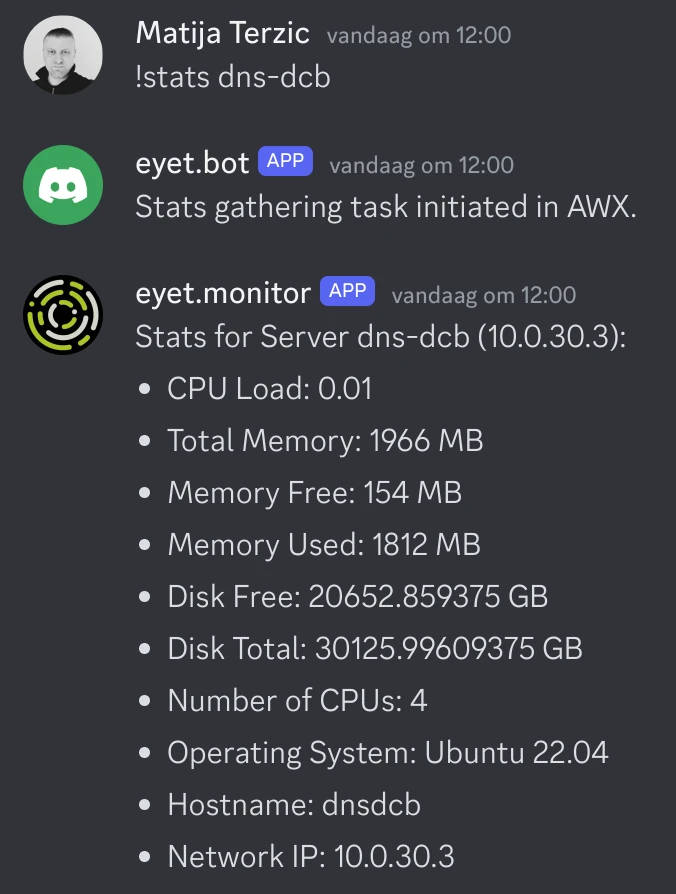 Matija Terzic vandaag om 12:00
!stats dns-dcb
eyet.bot APP vandaag om 12:00
Stats gathering task initiated in AWX.
eyet.monitor APP vandaag om 12:00
Stats for Server dns-dcb (10.0.30.3):
• CPU Load: 0.01
• Total Memory: 1966 MB
• Memory Free: 154 MB
• Memory Used: 1812 MB
• Disk Free: 20652.859375 GB
• Disk Total: 30125.99609375 GB
• Number of CPUs: 4
• Operating System: Ubuntu 22.04
• Hostname: dnsdcb
• Network IP: 10.0.30.3